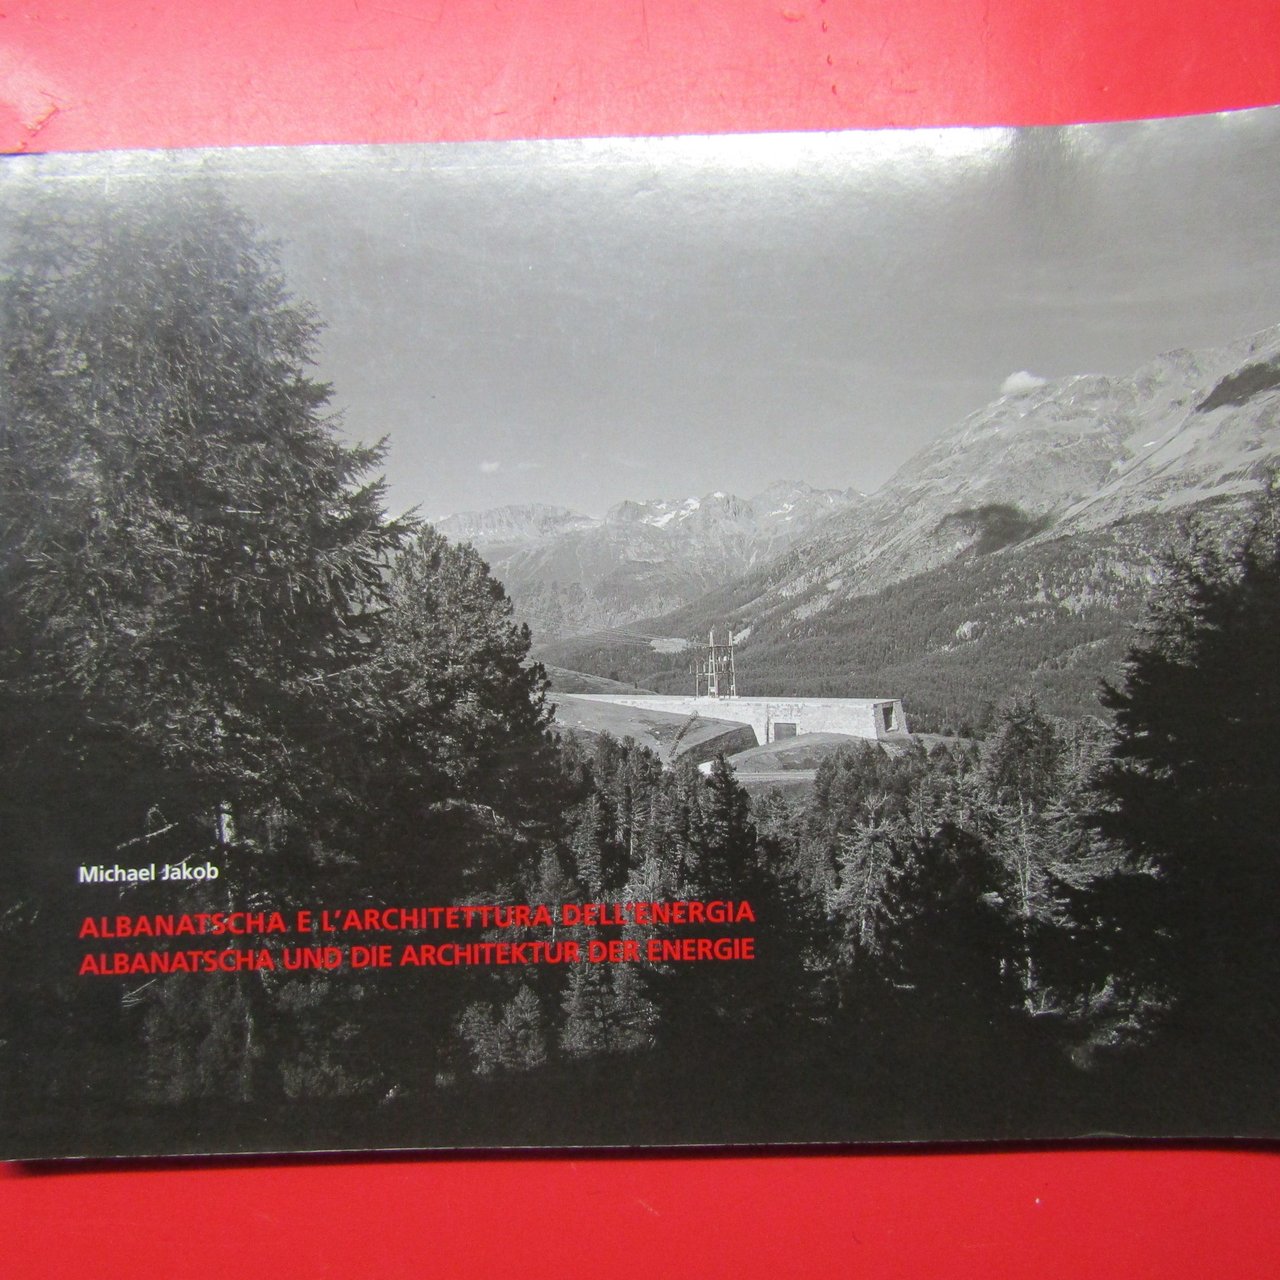 Michael Jakob
ALBANATSCHA E L'ARCHITETTURA DELL'ENERGIA
ALBANATSCHA UND DIE ARCHITEKTUR DER ENERGIE